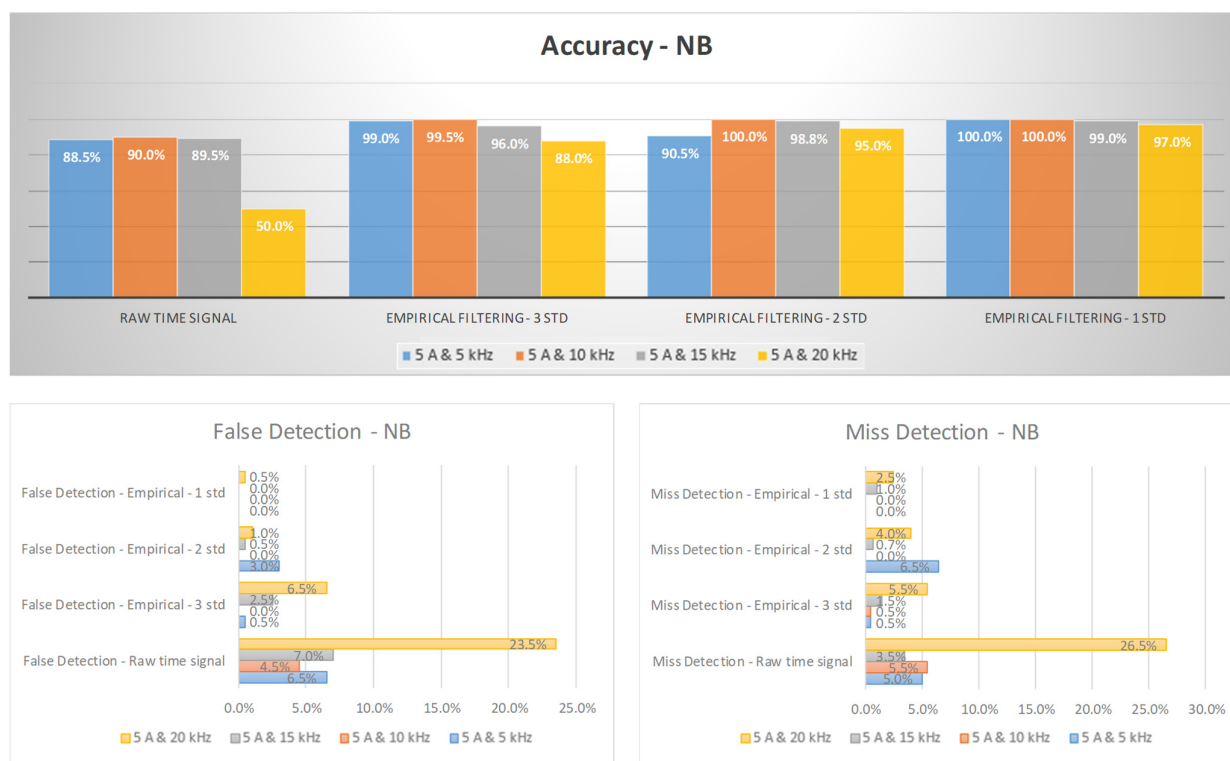 Accuracy - NB
88.5% 90.0% 89.5% 50.0% 99.0% 99.5% 96.0% 88.0% 90.5% 100.0% 98.8% 95.0% 100.0% 100.0% 99.0% 97.0%
RAW TIME SIGNAL EMPIRICAL FILTERING - 3 STD EMPIRICAL FILTERING - 2 STD EMPIRICAL FILTERING - 1 STD
5 A & 5 kHz 5 A & 10 kHz 5 A & 15 kHz 5 A & 20 kHz
False Detection - NB
False Detection - Empirical - 1 std
0.5%
0.0%
0.0%
0.0%
False Detection - Empirical - 2 std
1.0%
0.5%
0.0%
3.0%
False Detection - Empirical - 3 std
6.5%
2.5%
0.0%
0.5%
False Detection - Raw time signal
23.5%
7.0%
4.5%
6.5%
0.0% 5.0% 10.0% 15.0% 20.0% 25.0%
5 A & 20 kHz 5 A & 15 kHz 5 A & 10 kHz 5 A & 5 kHz
Miss Detection - NB
Miss Detection - Empirical - 1 std
2.5%
1.0%
0.0%
0.0%
Miss Detection - Empirical - 2 std
4.0%
0.7%
0.0%
6.5%
Miss Detection - Empirical - 3 std
5.5%
1.5%
0.5%
0.5%
Miss Detection - Raw time signal
26.5%
3.5%
5.5%
5.0%
0.0% 5.0% 10.0% 15.0% 20.0% 25.0% 30.0%
5 A & 20 kHz 5 A & 15 kHz 5 A & 10 kHz 5 A & 5 kHz